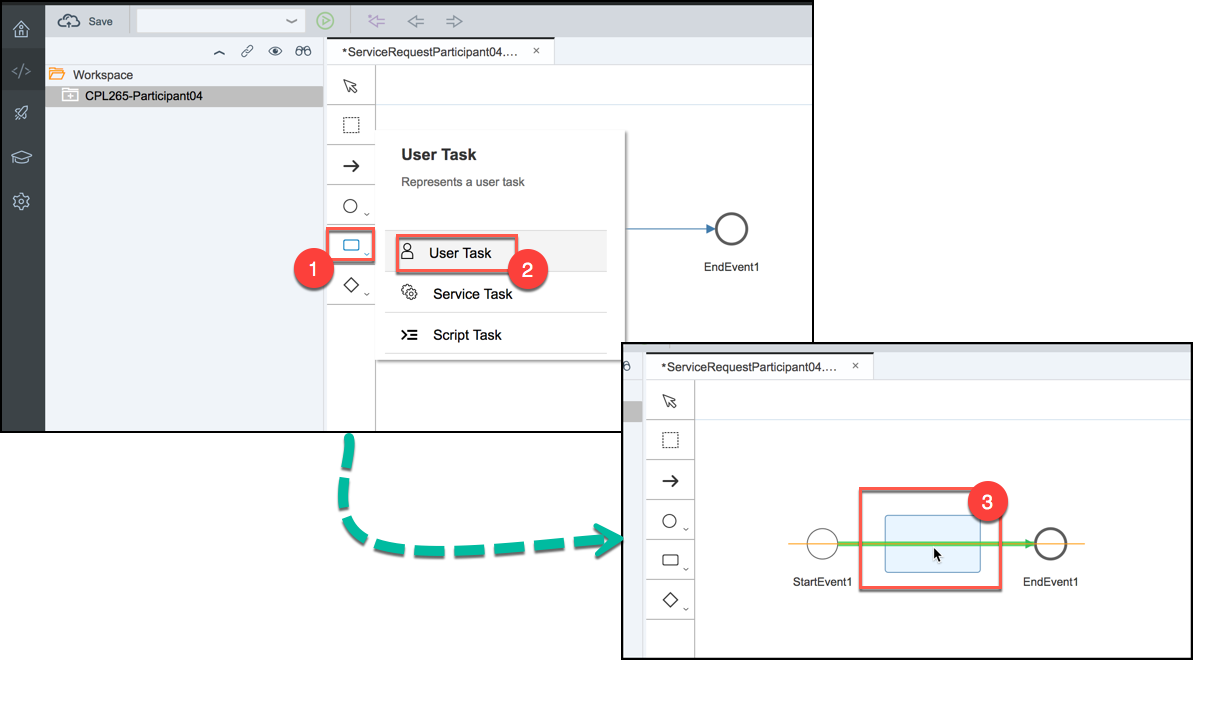 Save
*ServiceRequestParticipant04....
Workspace
CPL265-Participant04
User Task
Represents a user task
1
User Task
2
Service Task
Script Task
EndEvent1
*ServiceRequestParticipant04....
3
StartEvent1
EndEvent1